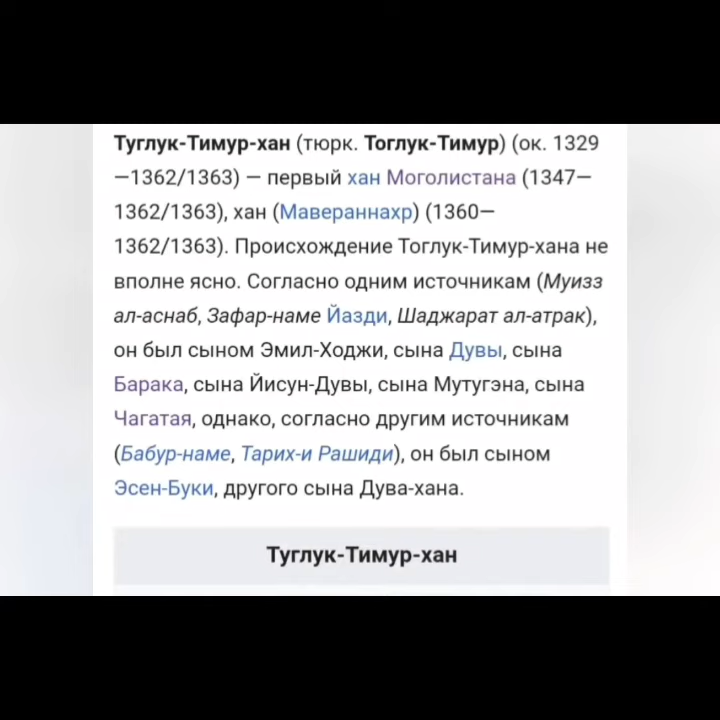 Туглук-Тимур-хан (тюрк. Тоглук-Тимур) (ок. 1329
—1362/1363) — первый хан Моголистана (1347—
1362/1363), хан (Мавераннахр) (1360—
1362/1363). Происхождение Тоглук-Тимур-хана не
вполне ясно. Согласно одним источникам (Муизз
ал-аснаб, Зафар-наме Йазди, Шаджарат ал-атрак),
он был сыном Эмил-Ходжи, сына Дувы, сына
Барака, сына Йисун-Дувы, сына Мутугэна, сына
Чагатая, однако, согласно другим источникам
(Бабур-наме, Тарих-и Рашиди), он был сыном
Эсен-Буки, другого сына Дува-хана.
Туглук-Тимур-хан